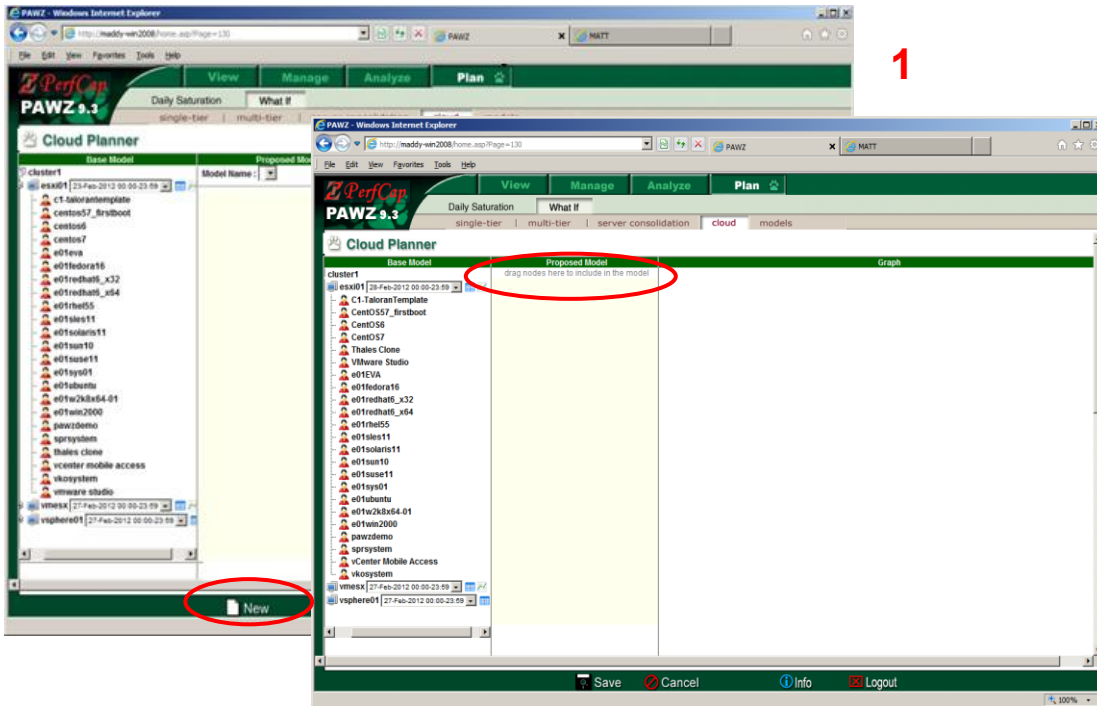 PAWZ - Windows Internet Explorer
http://maddy-win2008/home.asp?Page=130
PAWZ
MATT
File Edit View Favorites Tools Help
1
PerfCap
View Manage Analyze Plan
PAWZ 9.3
Daily Saturation What If
single-tier | multi-tier |
Cloud Planner
Base Model
Model Name :
cluster1
esxi01 23-Feb-2012 00:00-23:59
c1-talorantemplate
centos57_firstboot
centos6
centos7
e01eva
e01fedora16
e01redhat6_x32
e01redhat6_x64
e01rhel55
e01sles11
e01solaris11
e01sun10
e01suse11
e01sys01
e01ubuntu
e01w2k8x64-01
e01win2000
pawzdemo
sprsystem
thales clone
vcenter mobile access
vkosystem
vmware studio
vmesx 27-Feb-2012 00:00-23:59
vsphere01 27-Feb-2012 00:00-23:59
New
PAWZ - Windows Internet Explorer
http://maddy-win2008/home.asp?Page=130
PAWZ
MATT
File Edit View Favorites Tools Help
PerfCap
View Manage Analyze Plan
PAWZ 9.3
Daily Saturation What If
single-tier | multi-tier | server consolidation cloud models
Cloud Planner
Base Model Proposed Model Graph
drag nodes here to include in the model
cluster1
esxi01 28-Feb-2012 00:00-23:59
C1-TaloranTemplate
CentOS57_firstboot
CentOS6
CentOS7
Thales Clone
VMware Studio
e01EVA
e01fedora16
e01redhat6_x32
e01redhat6_x64
e01rhel55
e01sles11
e01solaris11
e01sun10
e01suse11
e01sys01
e01ubuntu
e01w2k8x64-01
e01win2000
pawzdemo
sprsystem
vCenter Mobile Access
vkosystem
vmesx 27-Feb-2012 00:00-23:59
vsphere01 27-Feb-2012 00:00-23:59
Save Cancel Info Logout
100%